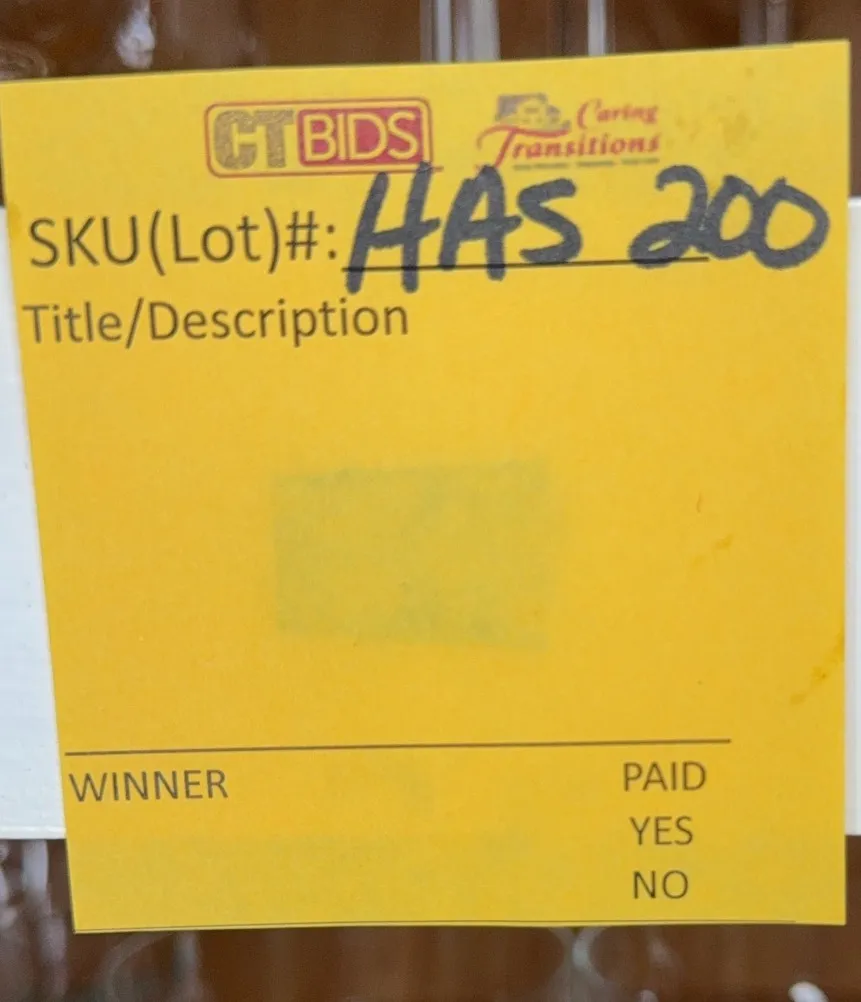 CTBIDS
Caring
Transitions
SKU(Lot)#: HAS 200
Title/Description
WINNER
PAID
YES
NO